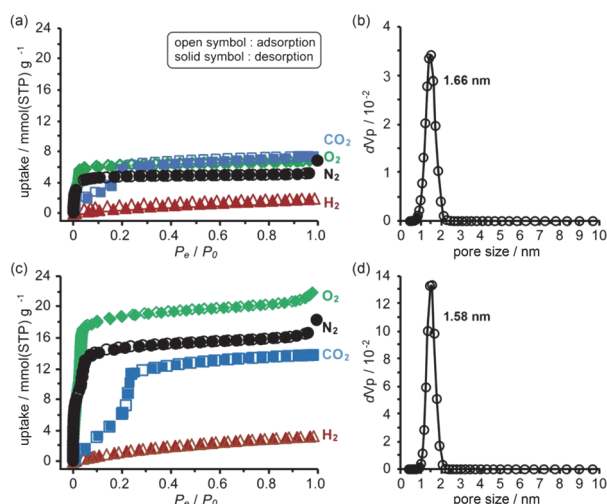 (a)
open symbol : adsorption
solid symbol : desorption
uptake / mmol(STP) g -1
24
20
16
12
8
4
0
CO2
O2
N2
H2
0 0.2 0.4 0.6 0.8 1.0
Pe / P0
(b)
dVp / 10-2
4
3
2
1
0
1.66 nm
0 1 2 3 4 5 6 7 8 9 10
pore size / nm
(c)
uptake / mmol(STP) g -1
24
20
16
12
8
4
0
O2
N2
CO2
H2
0 0.2 0.4 0.6 0.8 1.0
Pe / P0
(d)
dVp / 10-2
14
12
10
8
6
4
2
0
1.58 nm
0 1 2 3 4 5 6 7 8 9 10
pore size / nm